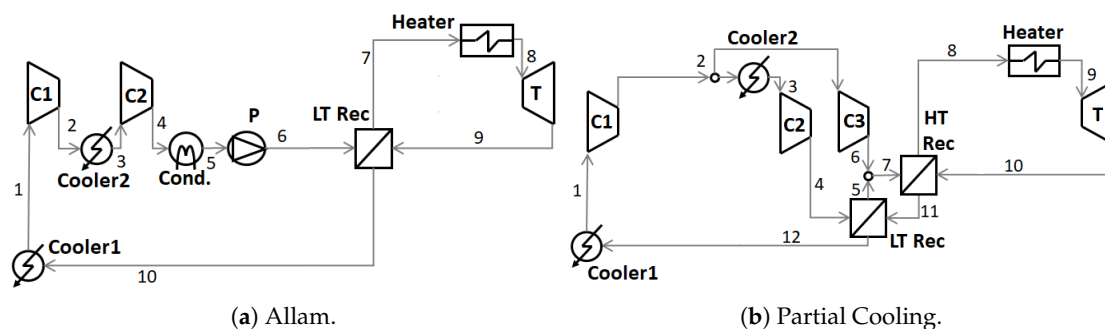 Heater
7
8
C1
C2
P
LT Rec
T
2
4
6
9
3
5
Cooler2
Cond.
1
Cooler1
10
(a) Allam.
Cooler2
Heater
8
2
9
3
C1
C2
C3
T
HT
Rec
6
7
10
1
4
5
11
12
LT Rec
Cooler1
(b) Partial Cooling.